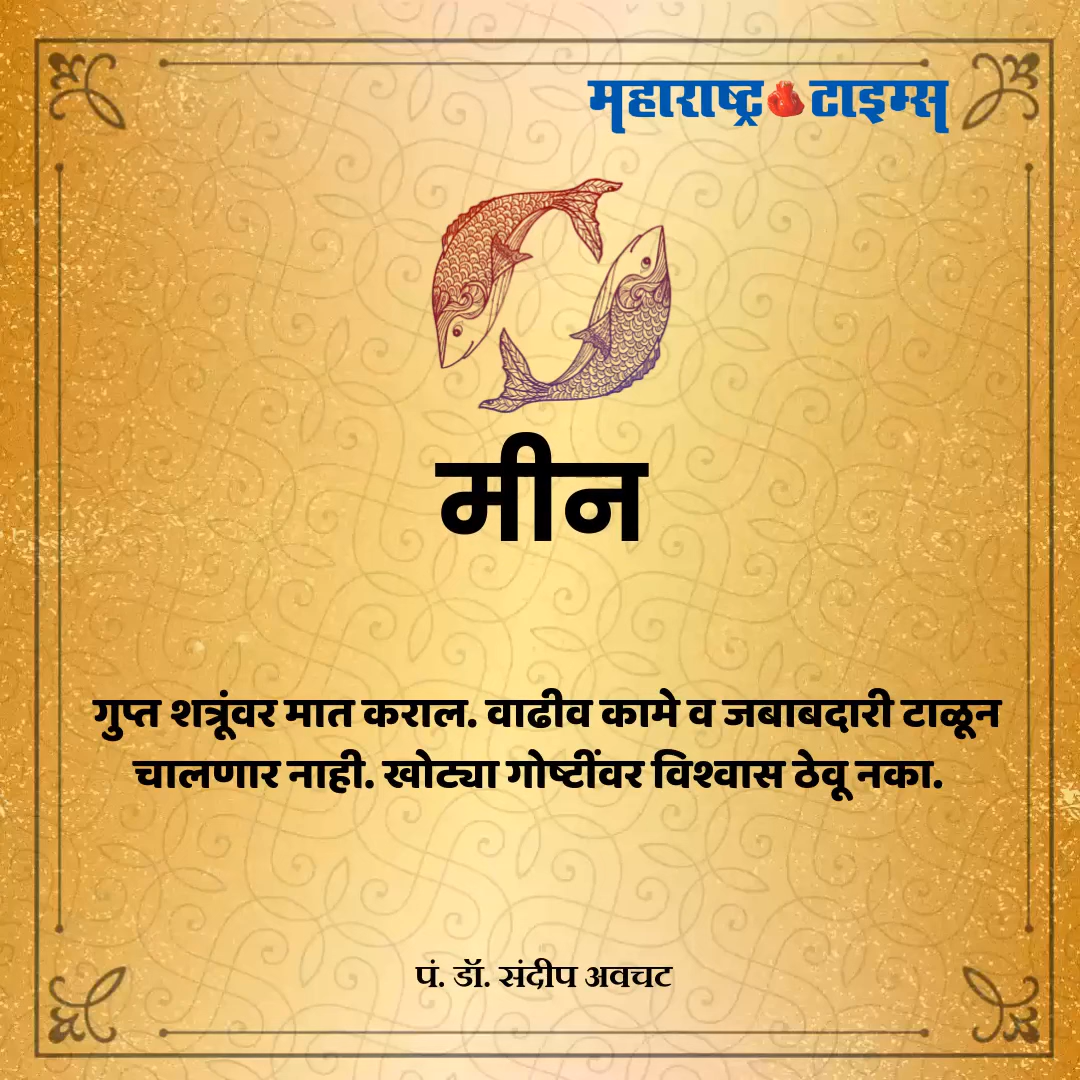 महाराष्ट्र टाइम्स
मीन
गुप्त शत्रूंवर मात कराल. वाढीव कामे व जबाबदारी टाळून
चालणार नाही. खोट्या गोष्टींवर विश्वास ठेवू नका.
पं. डॉ. संदीप अवचट